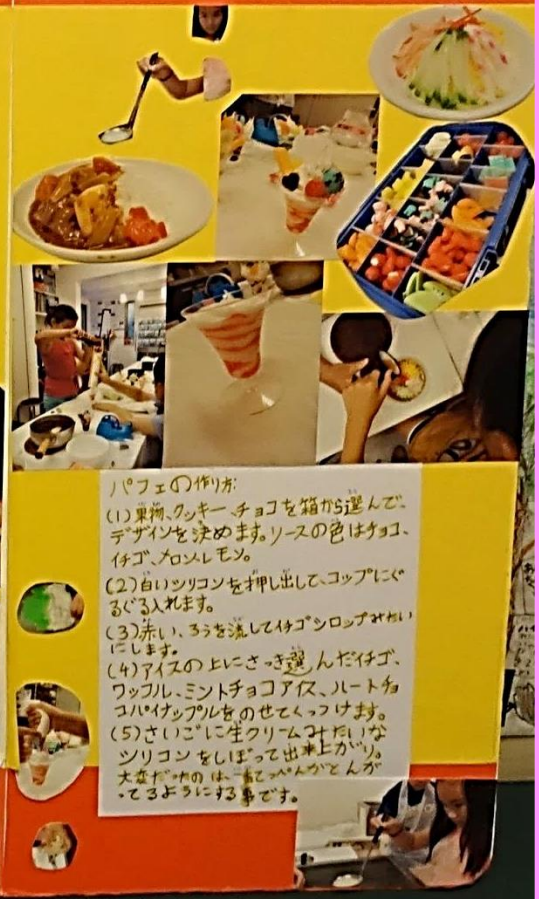 パフェの作り方
(1)果物、クッキー、チョコを箱から選んで、
デザインを決めます。ソースの色はチョコ、
イチゴ、メロン、レモン。
(2)白いシリコンを押し出して、コップにぐ
るぐる入れます。
(3)赤い、ろうを流してイチゴシロップみたい
にします。
(4)アイスの上にさっき選んだイチゴ、
ワッフル、ミントチョコアイス、ハートチョ
コパイナップルをのせてくっつけます。
(5)さいごに生クリームみたいな
シリコンをしぼって出来上がり。
大変だったのは、一番てっぺんがとんが
ってるようにする事です。